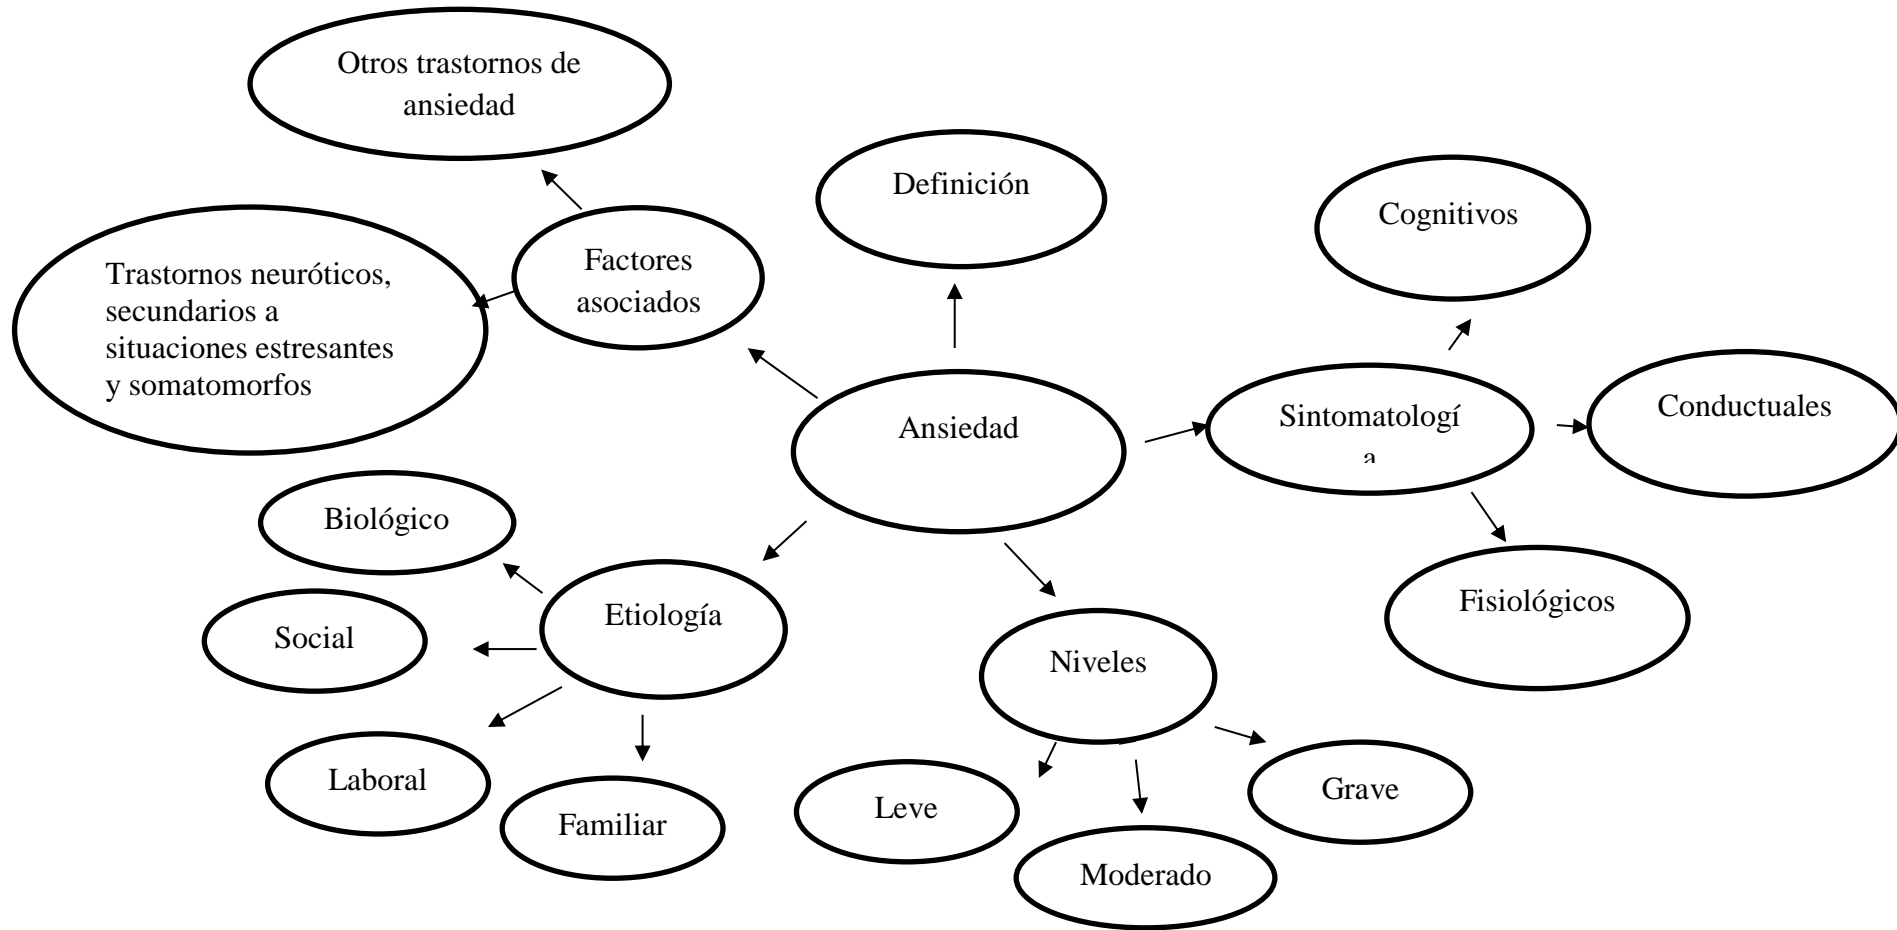 Otros trastornos de
ansiedad
Definición
Cognitivos
Factores
asociados
Trastornos neuróticos,
secundarios a
situaciones estresantes
y somatomorfos
Ansiedad
Sintomatologí
a
Conductuales
Biológico
Etiología
Fisiológicos
Social
Niveles
Laboral
Familiar
Leve
Moderado
Grave